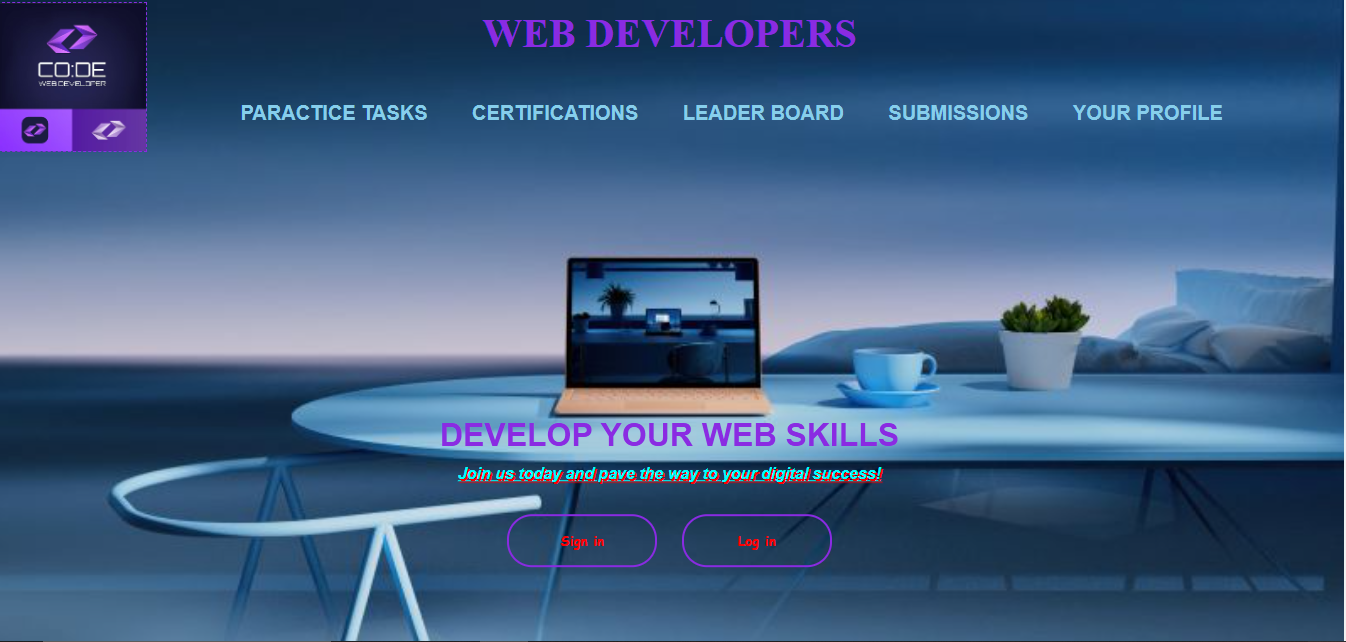 WEB DEVELOPERS
CO:DE
WEB DEVELOPER
PARACTICE TASKS CERTIFICATIONS LEADER BOARD SUBMISSIONS YOUR PROFILE
DEVELOP YOUR WEB SKILLS
Join us today and pave the way to your digital success!
Sign in Log in